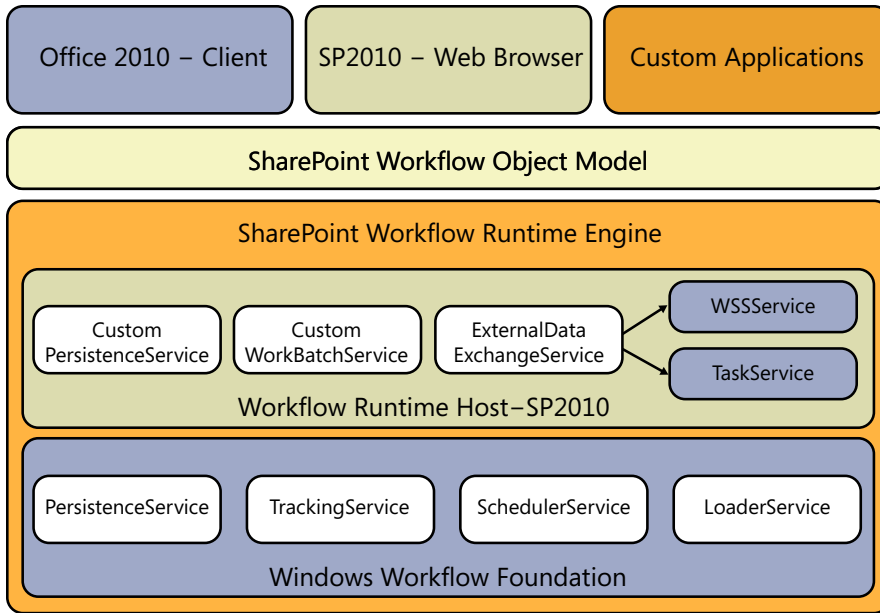 Office 2010 – Client
SP2010 – Web Browser
Custom Applications
SharePoint Workflow Object Model
SharePoint Workflow Runtime Engine
Custom
PersistenceService
Custom
WorkBatchService
ExternalData
ExchangeService
WSSService
TaskService
Workflow Runtime Host–SP2010
PersistenceService
TrackingService
SchedulerService
LoaderService
Windows Workflow Foundation